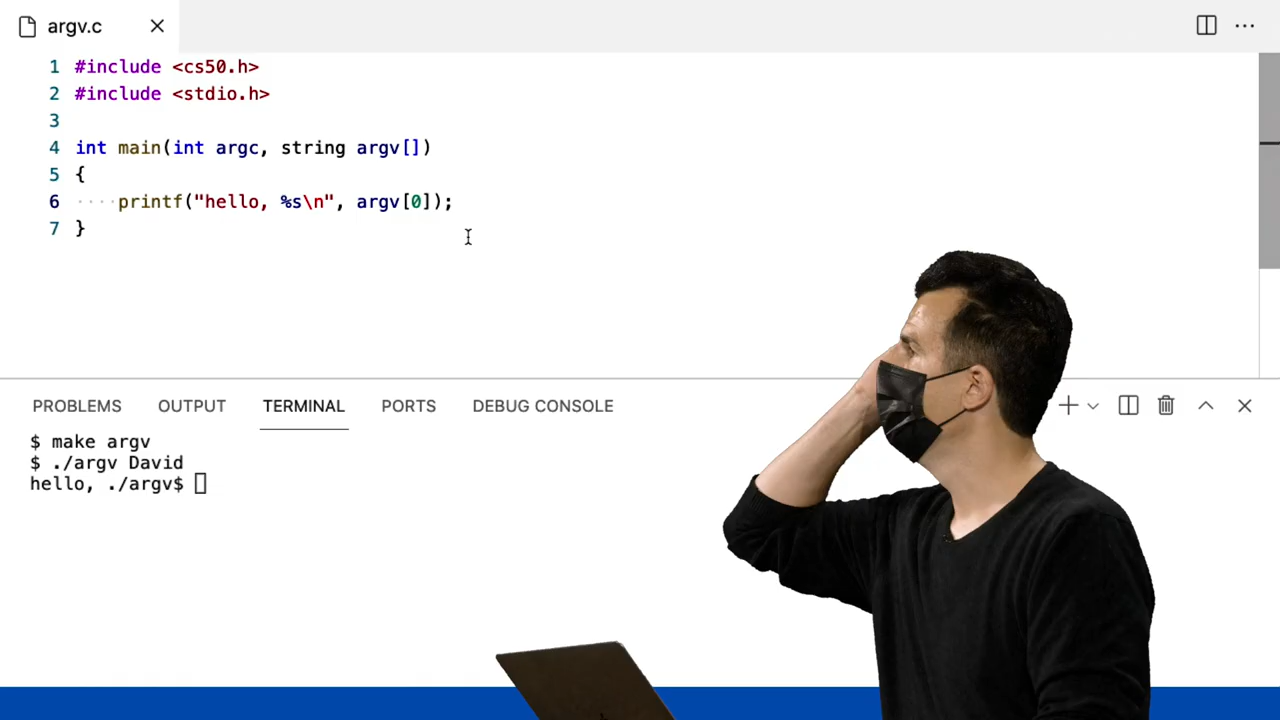 argv.c
1 #include <cs50.h>
2 #include <stdio.h>
3
4 int main(int argc, string argv[])
5 {
6 ····printf("hello, %s\n", argv[0]);
7 }
PROBLEMS OUTPUT TERMINAL PORTS DEBUG CONSOLE
$ make argv
$ ./argv David
hello, ./argv$